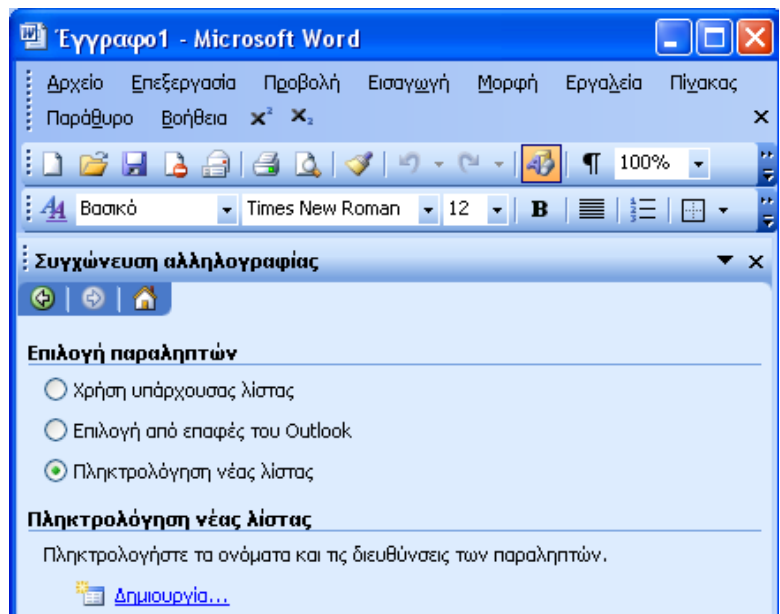 Έγγραφο1 - Microsoft Word
Αρχείο Επεξεργασία Προβολή Εισαγωγή Μορφή Εργαλεία Πίνακας
Παράθυρο Βοήθεια x² x₂
100%
Βασικό Times New Roman 12 B
Συγχώνευση αλληλογραφίας
Επιλογή παραληπτών
Χρήση υπάρχουσας λίστας
Επιλογή από επαφές του Outlook
Πληκτρολόγηση νέας λίστας
Πληκτρολόγηση νέας λίστας
Πληκτρολογήστε τα ονόματα και τις διευθύνσεις των παραληπτών.
Δημιουργία...